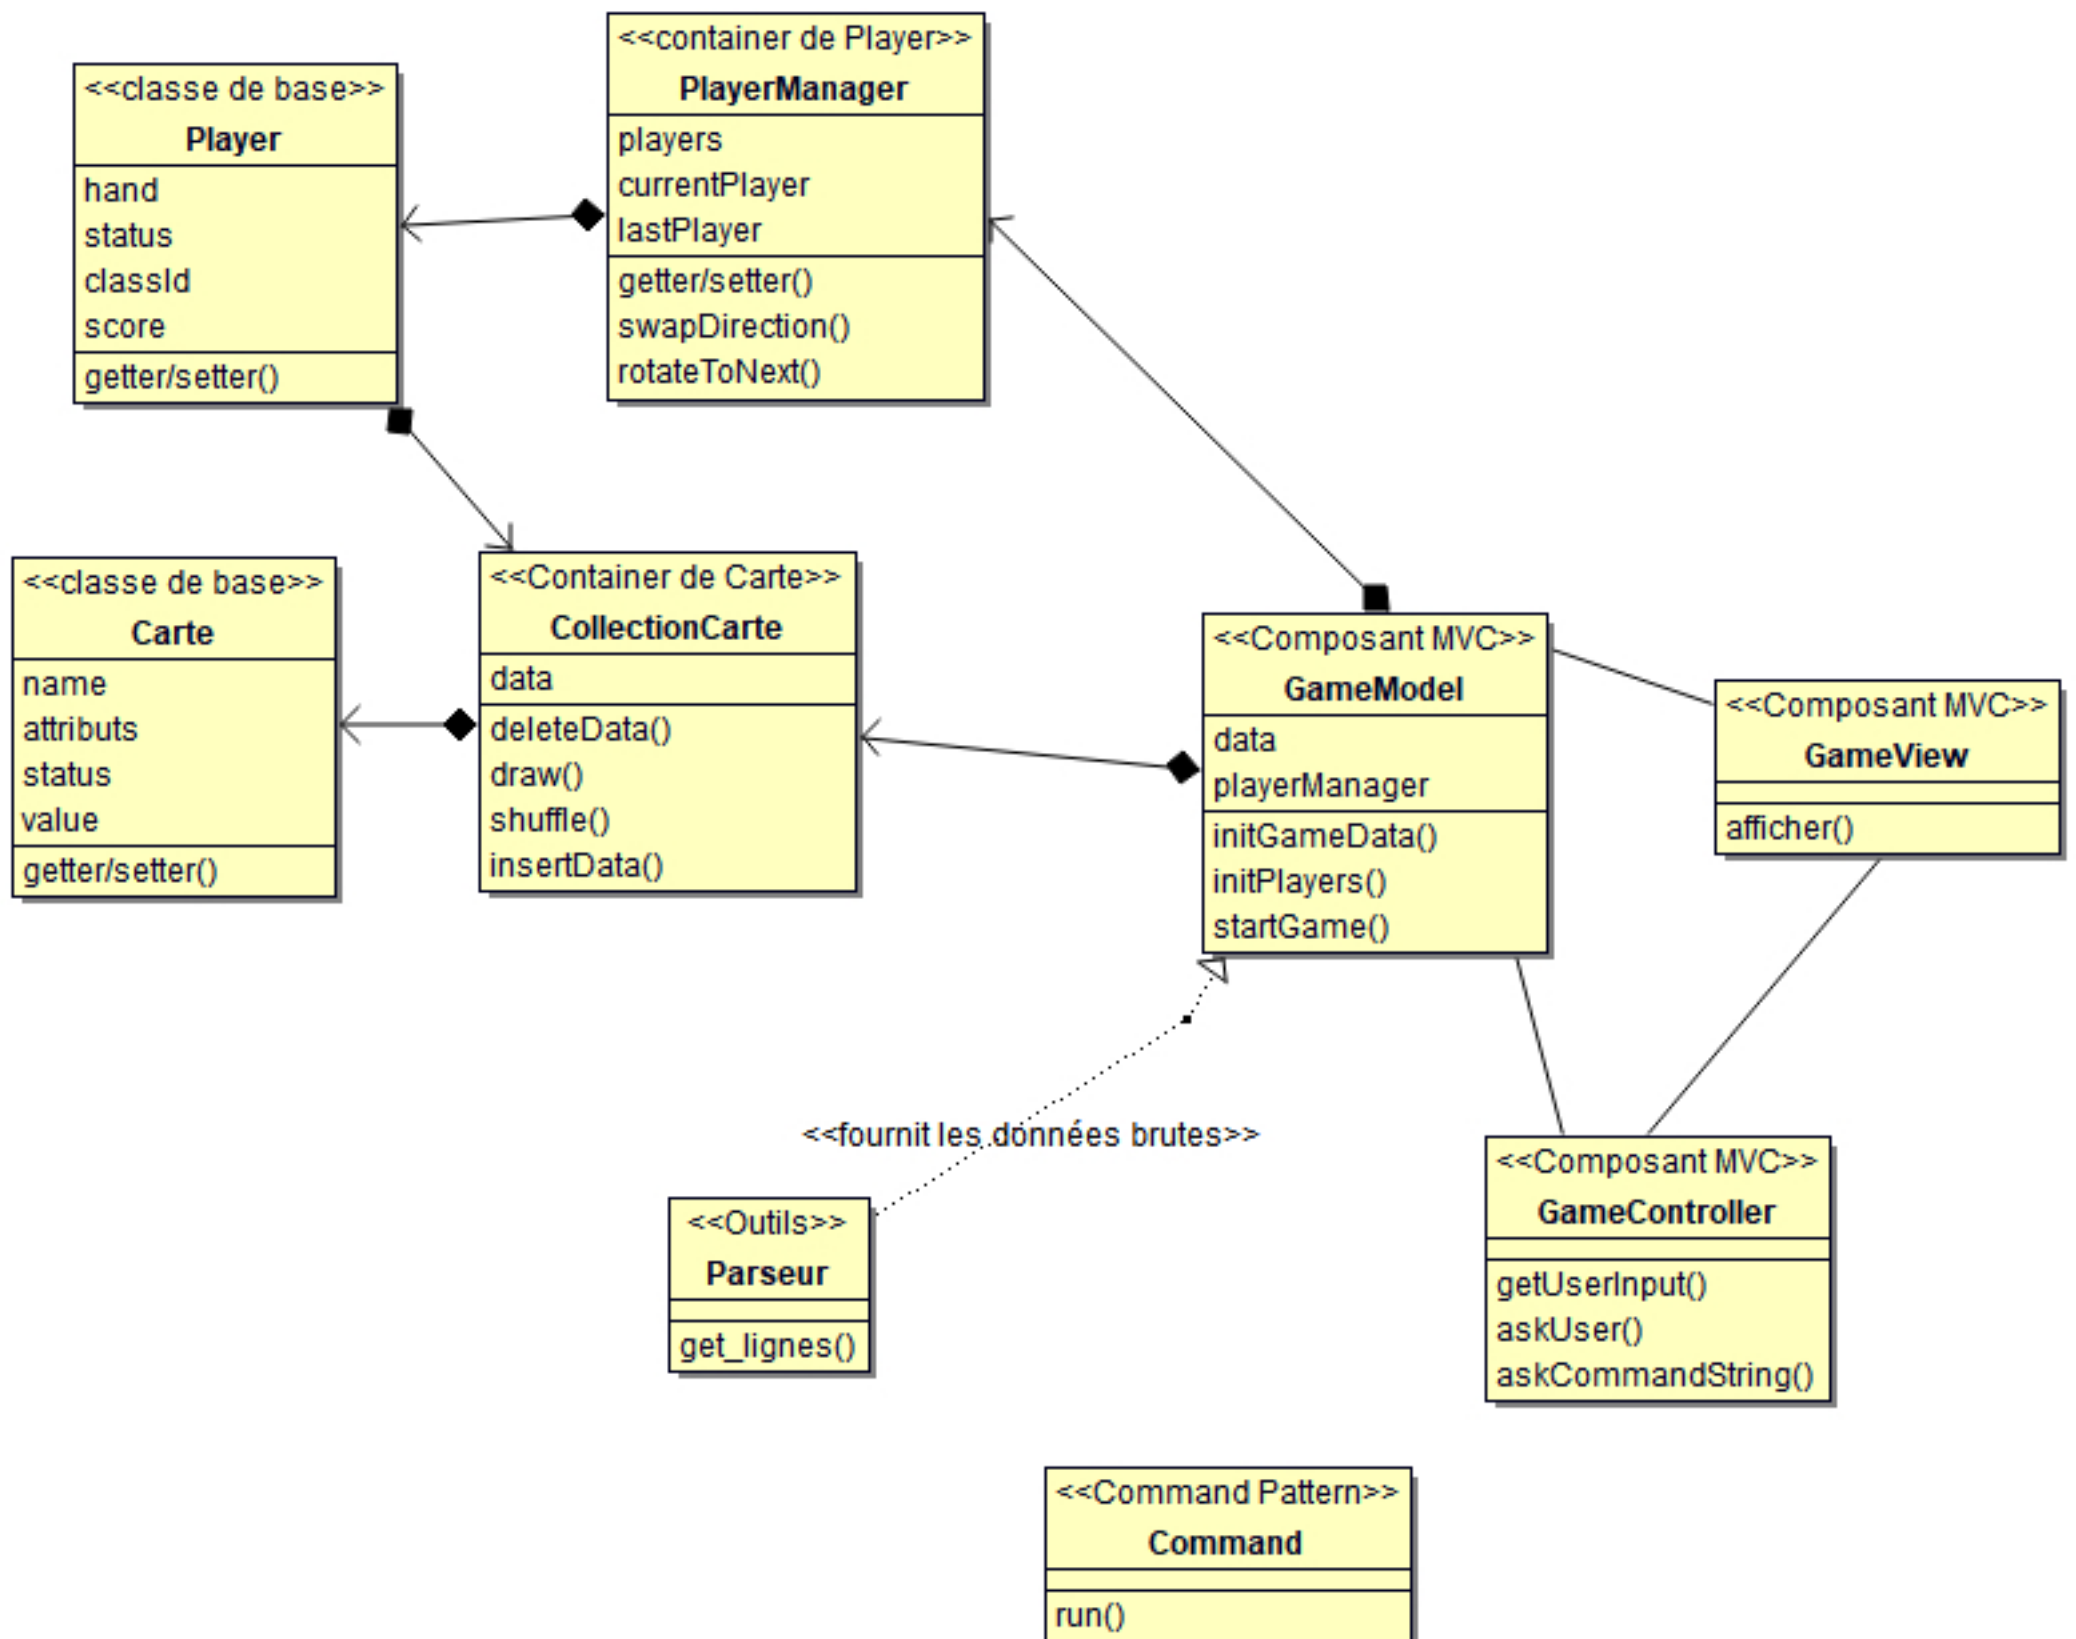 <<classe de base>>
Player
hand
status
classId
score
getter/setter()
<<container de Player>>
PlayerManager
players
currentPlayer
lastPlayer
getter/setter()
swapDirection()
rotateToNext()
<<classe de base>>
Carte
name
attributs
status
value
getter/setter()
<<Container de Carte>>
CollectionCarte
data
deleteData()
draw()
shuffle()
insertData()
<<Composant MVC>>
GameModel
data
playerManager
initGameData()
initPlayers()
startGame()
<<Composant MVC>>
GameView
afficher()
<<fournit les données brutes>>
<<Outils>>
Parseur
get_lignes()
<<Composant MVC>>
GameController
getUserInput()
askUser()
askCommandString()
<<Command Pattern>>
Command
run()